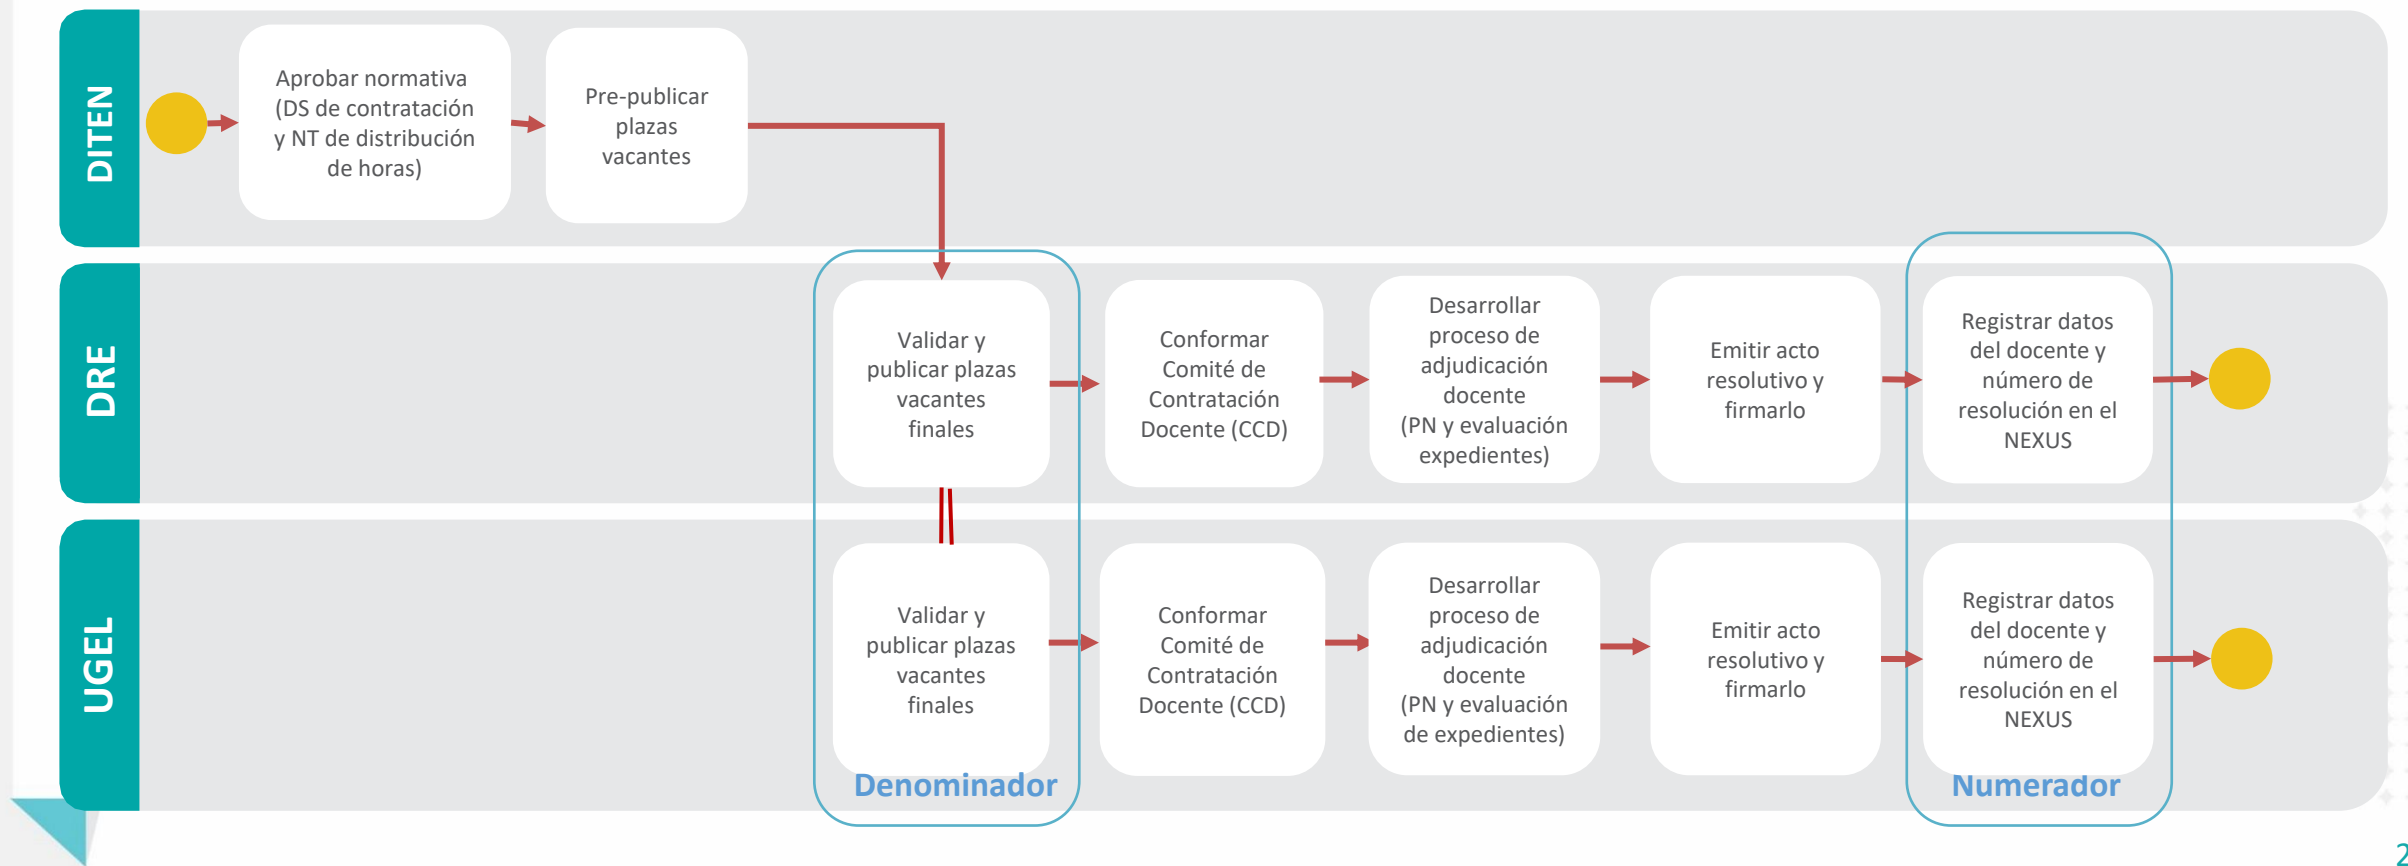 DITEN
Aprobar normativa
(DS de contratación
y NT de distribución
de horas)
Pre-publicar
plazas
vacantes
DRE
Validar y
publicar plazas
vacantes
finales
Conformar
Comité de
Contratación
Docente (CCD)
Desarrollar
proceso de
adjudicación
docente
(PN y evaluación
expedientes)
Emitir acto
resolutivo y
firmarlo
Registrar datos
del docente y
número de
resolución en el
NEXUS
UGEL
Validar y
publicar plazas
vacantes
finales
Conformar
Comité de
Contratación
Docente (CCD)
Desarrollar
proceso de
adjudicación
docente
(PN y evaluación
de expedientes)
Emitir acto
resolutivo y
firmarlo
Registrar datos
del docente y
número de
resolución en el
NEXUS
Denominador
Numerador